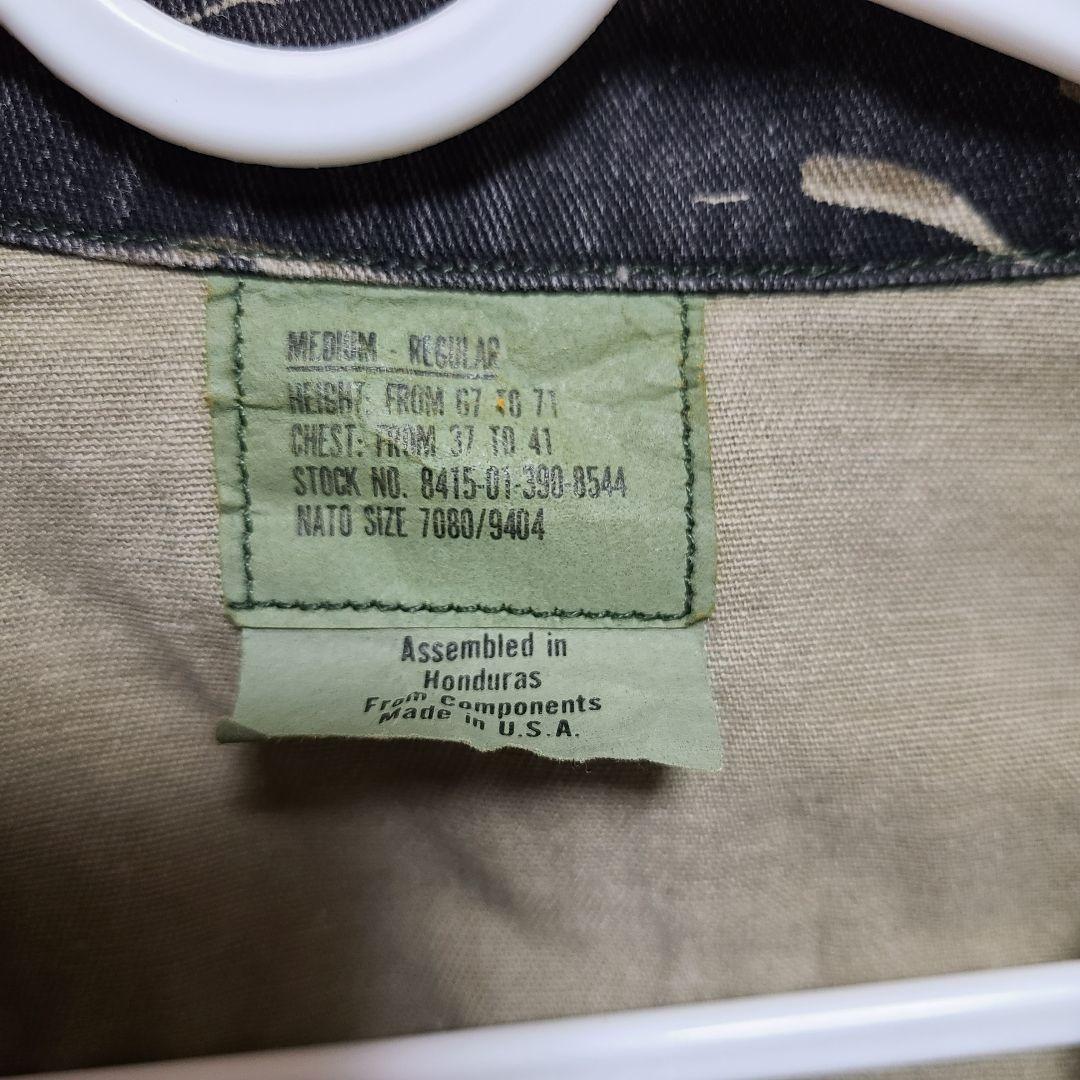 MEDIUM - REGULAR
HEIGHT: FROM 67 TO 71
CHEST: FROM 37 TO 41
STOCK NO. 8415-01-390-8544
NATO SIZE 7080/9404
Assembled in
Honduras
From Components
Made in U.S.A.